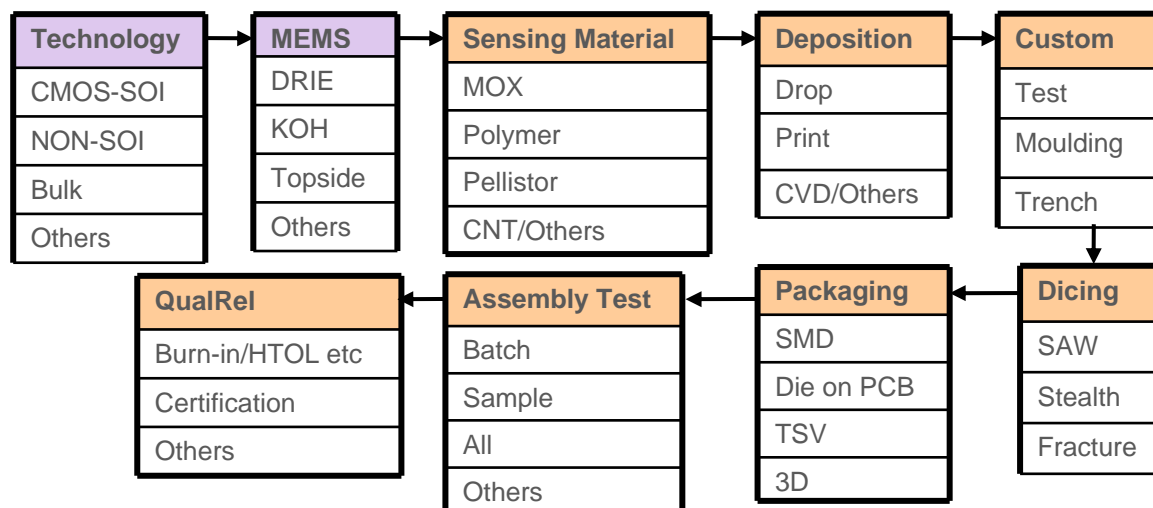 Technology
CMOS-SOI
NON-SOI
Bulk
Others
MEMS
DRIE
KOH
Topside
Others
Sensing Material
MOX
Polymer
Pellistor
CNT/Others
Deposition
Drop
Print
CVD/Others
Custom
Test
Moulding
Trench
Dicing
SAW
Stealth
Fracture
Packaging
SMD
Die on PCB
TSV
3D
Assembly Test
Batch
Sample
All
Others
QualRel
Burn-in/HTOL etc
Certification
Others